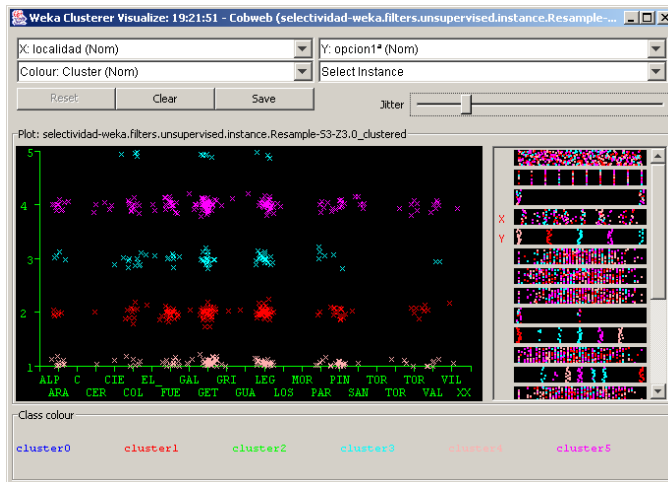 Weka Clusterer Visualize: 19:21:51 - Cobweb (selectividad-weka.filters.unsupervised.instance.Resample-...
X: localidad (Nom) Y: opcion1ª (Nom)
Colour: Cluster (Nom) Select Instance
Reset Clear Save Jitter
Plot: selectividad-weka.filters.unsupervised.instance.Resample-S3-Z3.0_clustered
5
4
X
Y
3
2
1
ALP C CIE EL_ GAL GRI LEG MOR PIN TOR TOR VIL
ARA CER COL FUE GET GUA LOS PAR SAN TOR VAL XX
Class colour
cluster0 cluster1 cluster2 cluster3 cluster4 cluster5